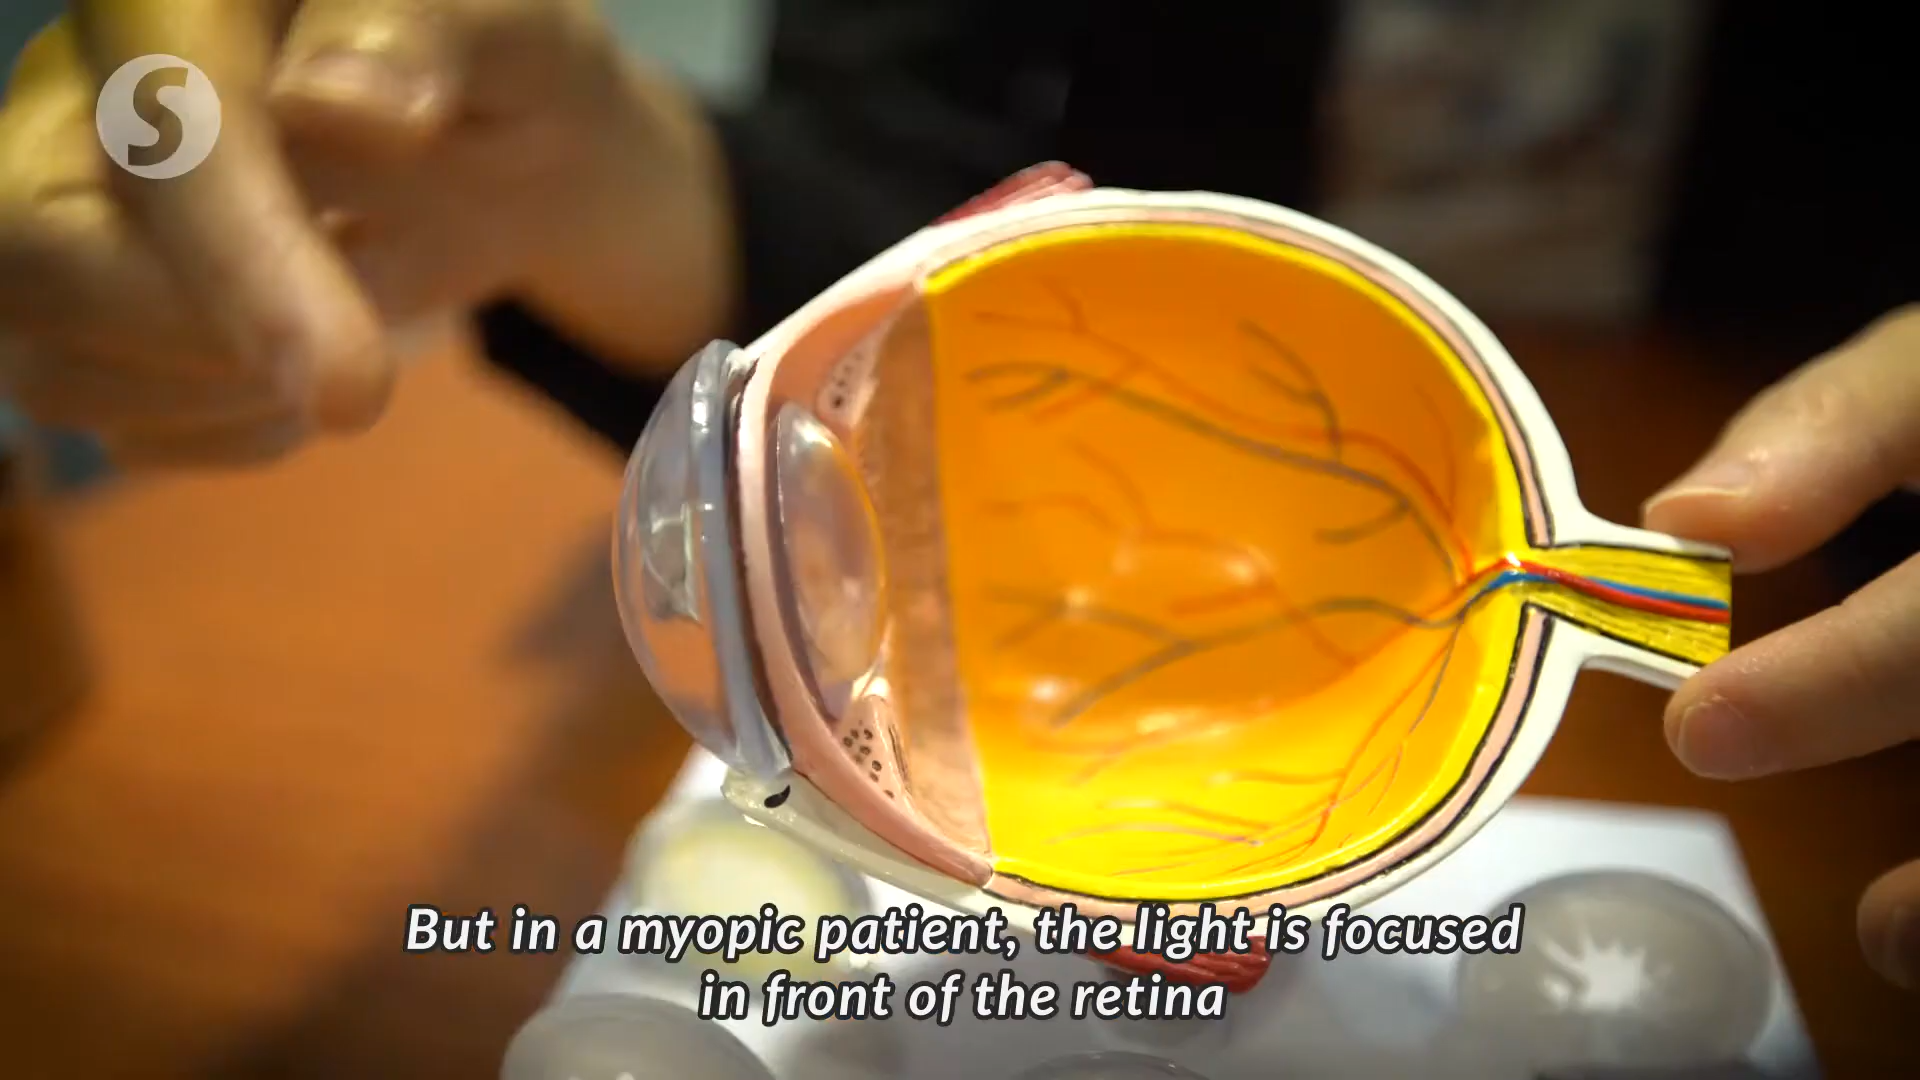 S
But in a myopic patient, the light is focused
in front of the retina